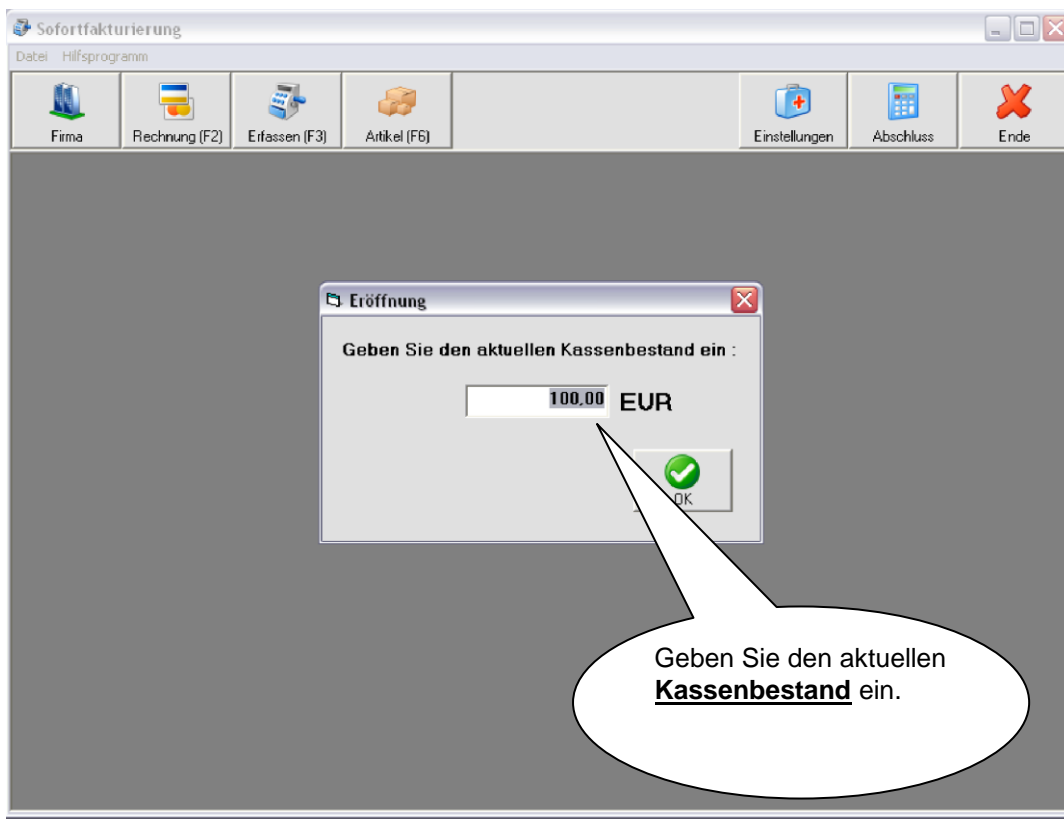 Sofortfakturierung
Datei Hilfsprogramm
Firma Rechnung (F2) Erfassen (F3) Artikel (F6) Einstellungen Abschluss Ende
Eröffnung
Geben Sie den aktuellen Kassenbestand ein :
100,00 EUR
OK
Geben Sie den aktuellen
Kassenbestand ein.